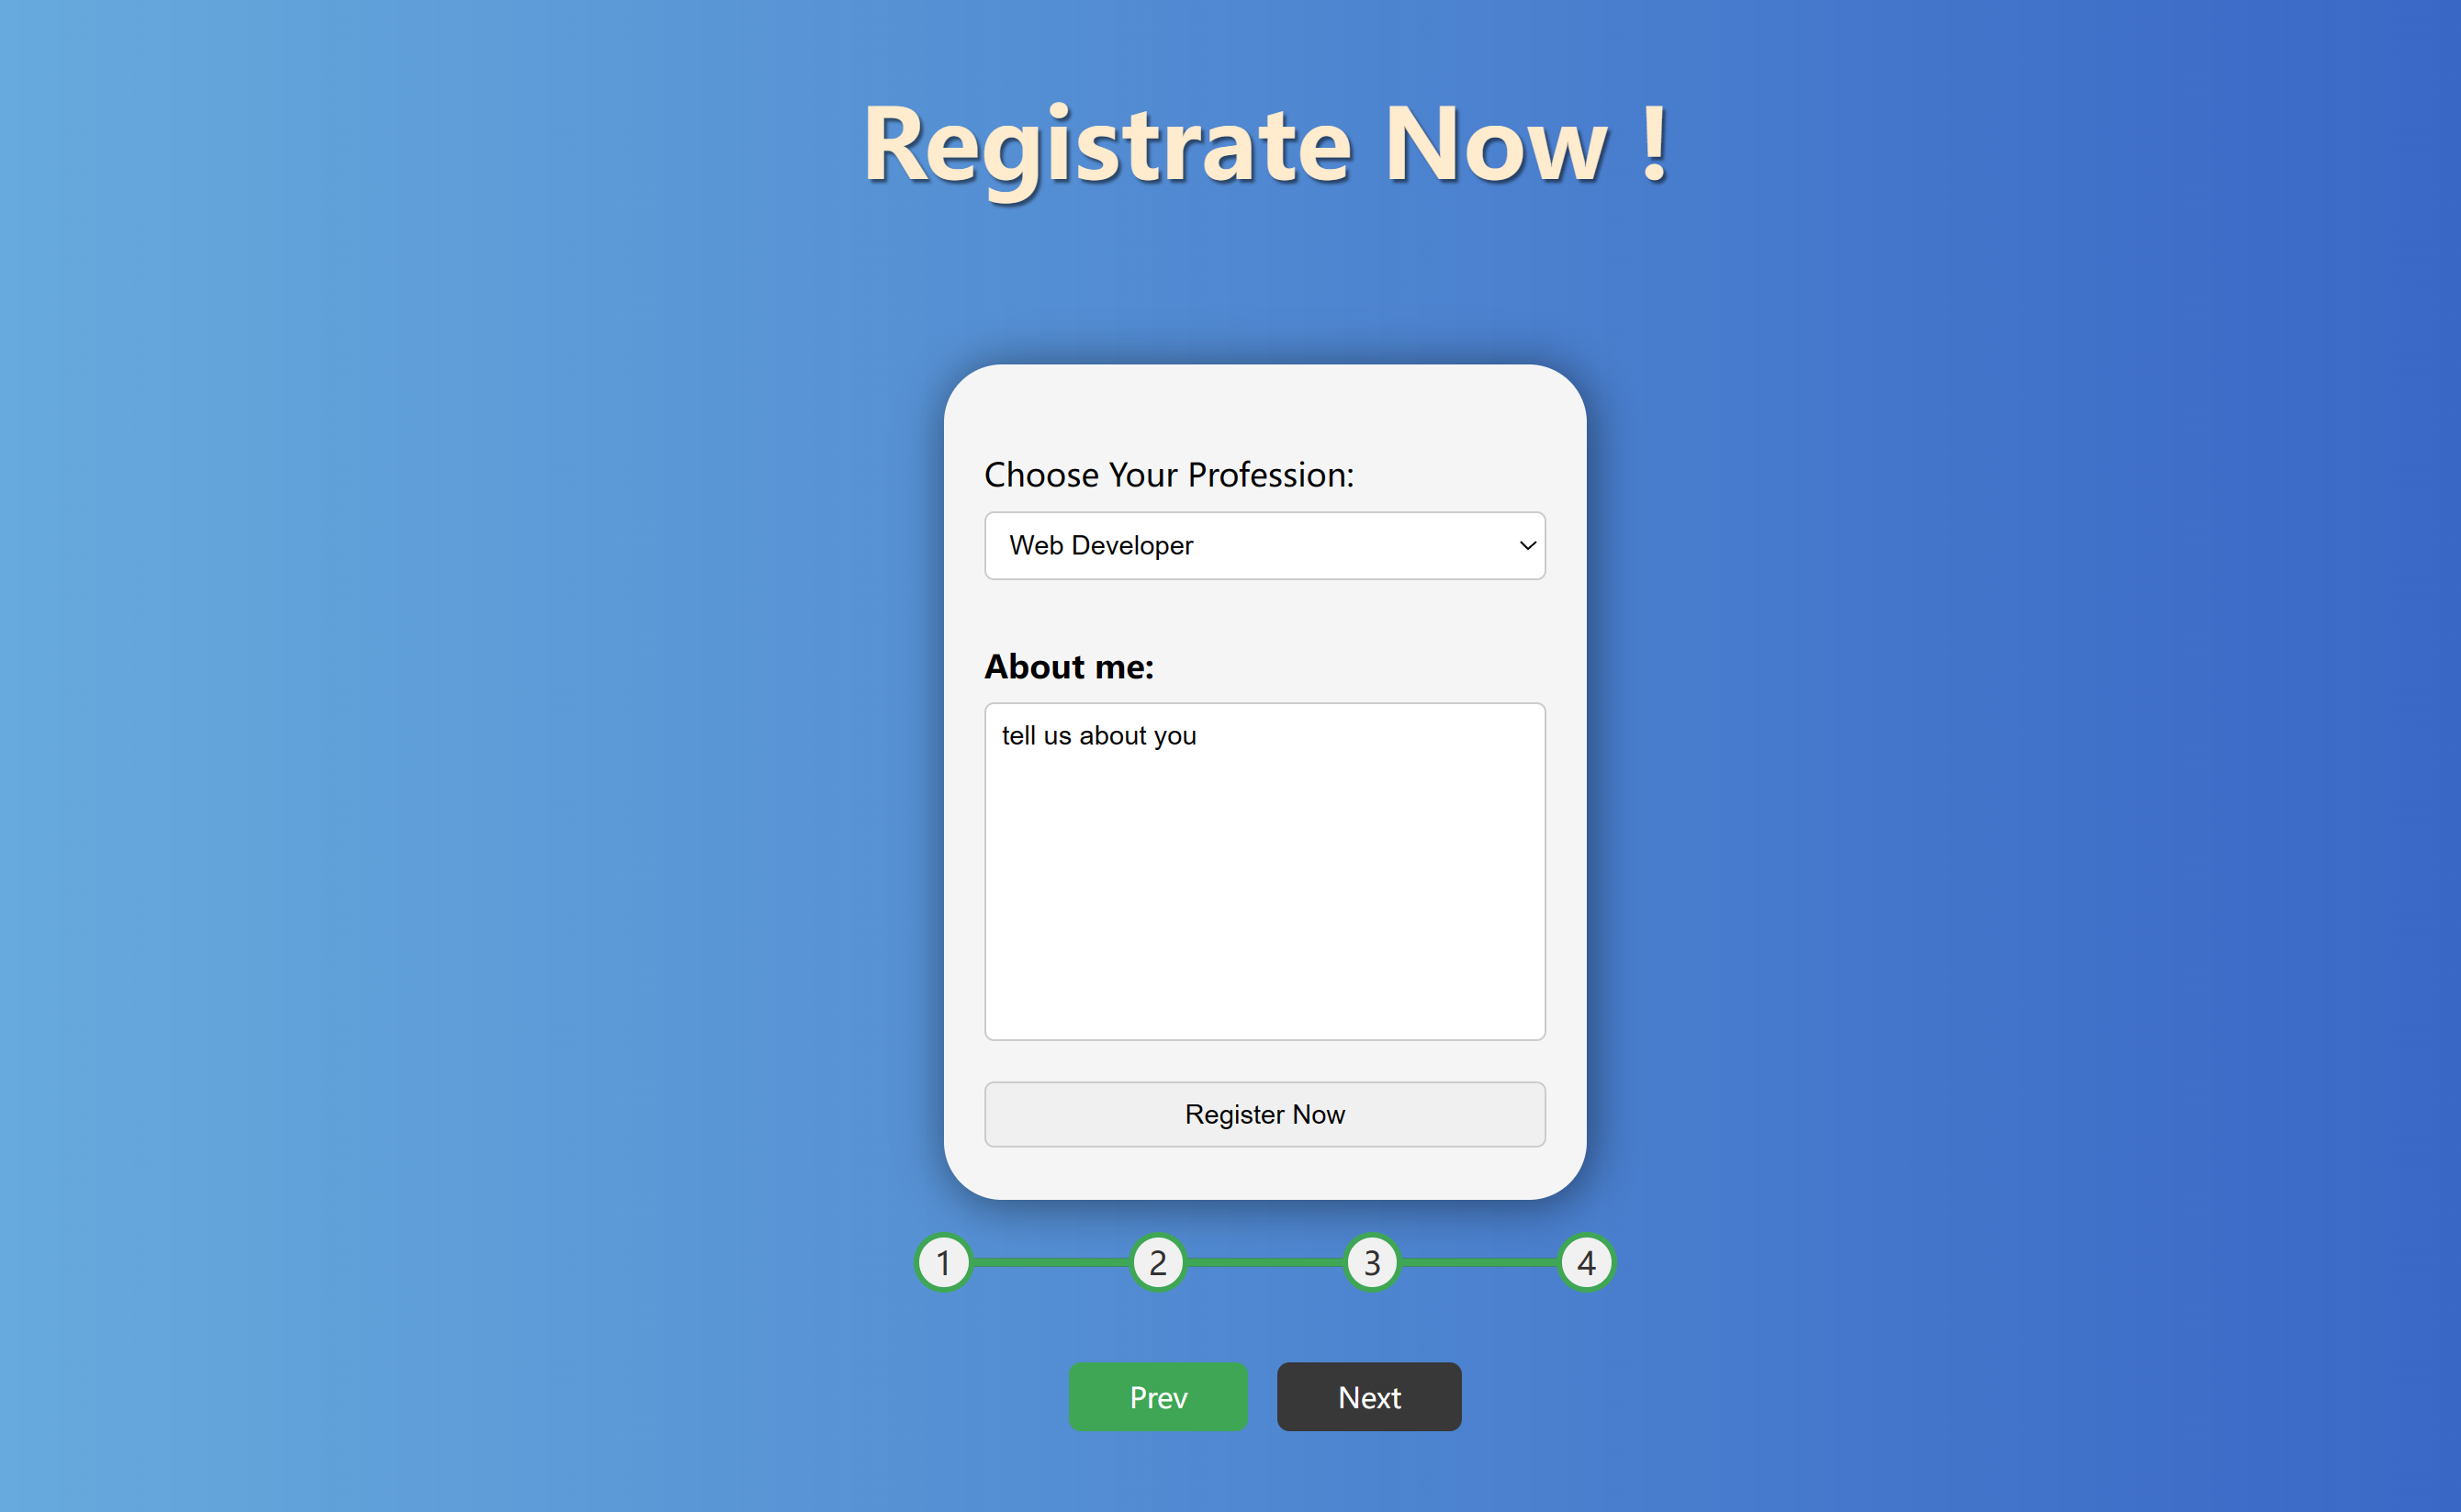 Registrate Now !
Choose Your Profession:
Web Developer
About me:
tell us about you
Register Now
1 2 3 4
Prev Next